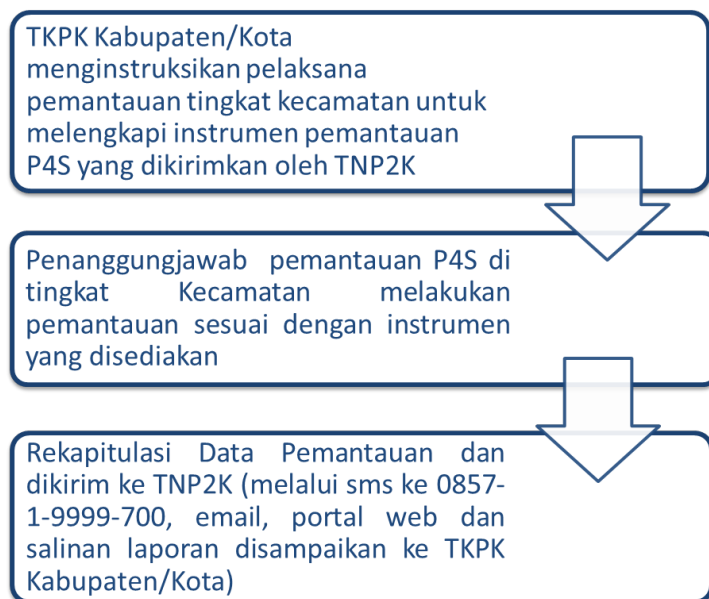 TKPK Kabupaten/Kota
menginstruksikan pelaksana
pemantauan tingkat kecamatan untuk
melengkapi instrumen pemantauan
P4S yang dikirimkan oleh TNP2K
Penanggungjawab pemantauan P4S di
tingkat Kecamatan melakukan
pemantauan sesuai dengan instrumen
yang disediakan
Rekapitulasi Data Pemantauan dan
dikirim ke TNP2K (melalui sms ke 0857-
1-9999-700, email, portal web dan
salinan laporan disampaikan ke TKPK
Kabupaten/Kota)